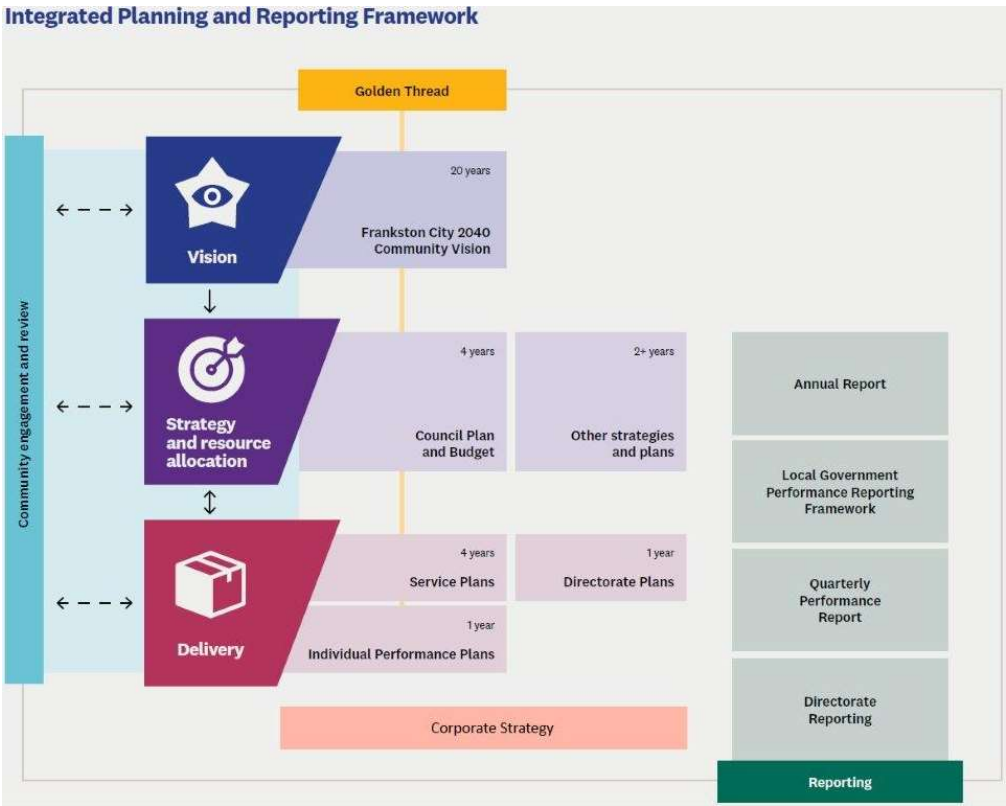 Integrated Planning and Reporting Framework
Golden Thread
Community engagement and review
Vision
20 years
Frankston City 2040
Community Vision
Strategy
and resource
allocation
4 years
Council Plan
and Budget
2+ years
Other strategies
and plans
Delivery
4 years
Service Plans
1 year
Directorate Plans
1 year
Individual Performance Plans
Corporate Strategy
Annual Report
Local Government
Performance Reporting
Framework
Quarterly
Performance
Report
Directorate
Reporting
Reporting